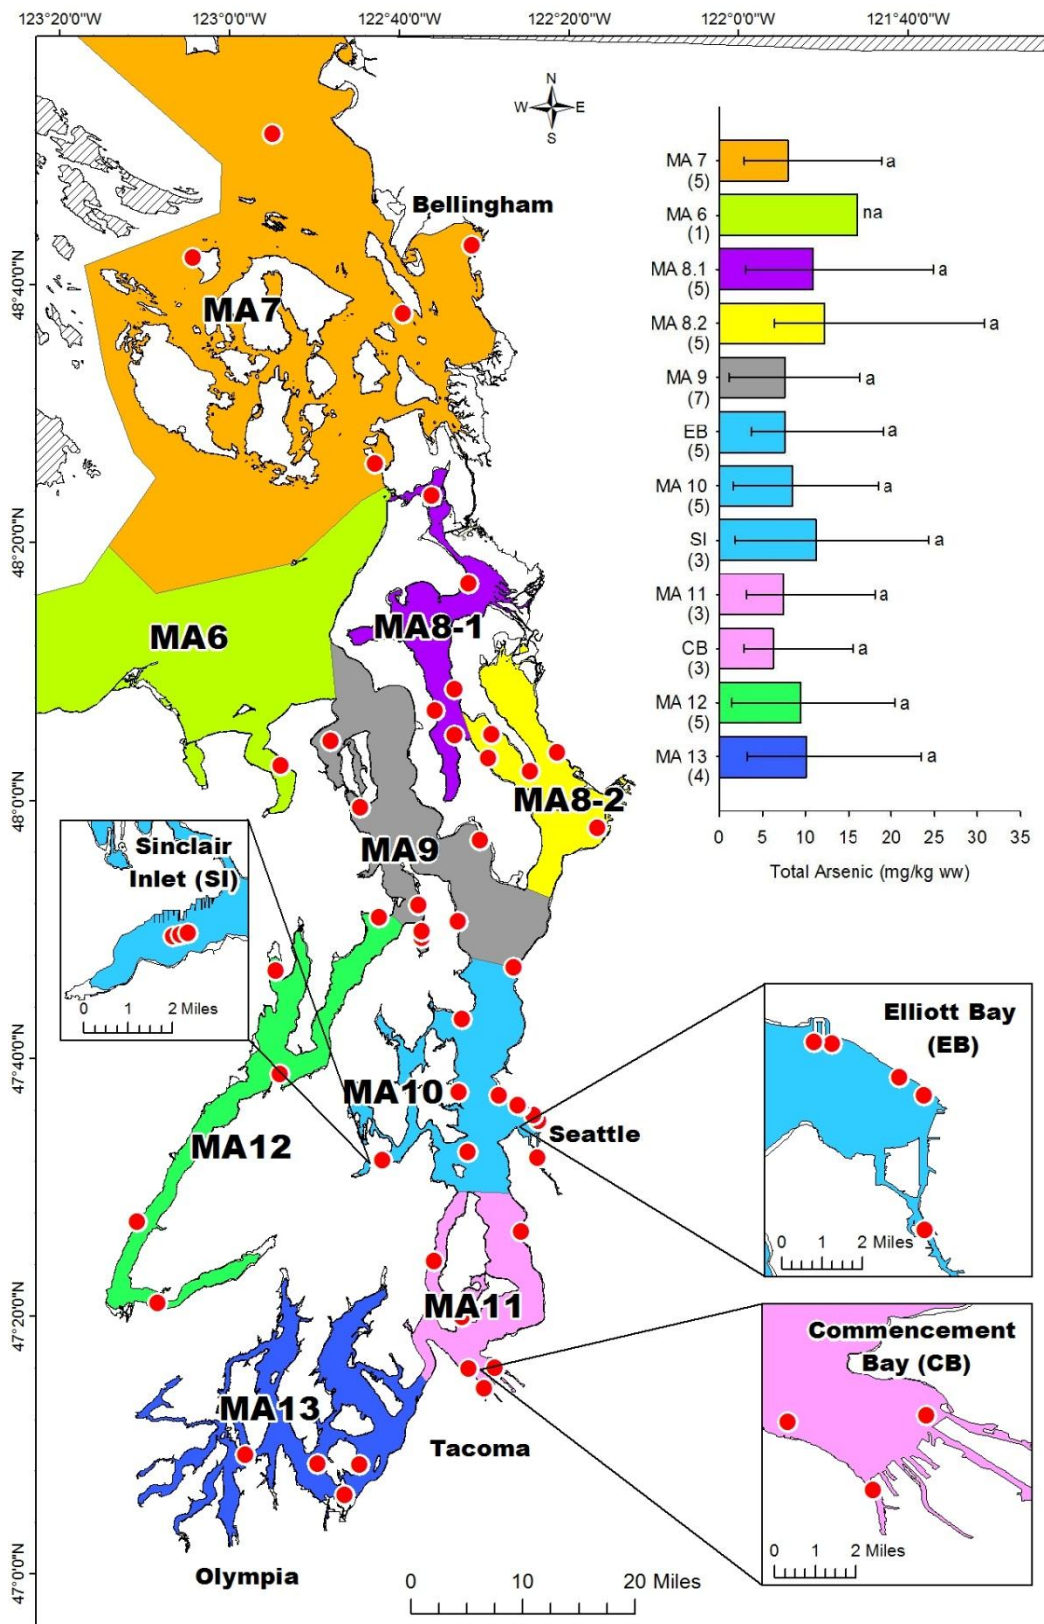 123°20'0"W 123°0'0"W 122°40'0"W 122°20'0"W 122°0'0"W 121°40'0"W
N
W E
S
Bellingham
MA7
MA 7
(5)
MA 6
(1)
MA 8.1
(5)
MA 8.2
(5)
MA 9
(7)
EB
(5)
MA 10
(5)
SI
(3)
MA 11
(3)
CB
(3)
MA 12
(5)
MA 13
(4)
a
na
a
a
a
a
a
a
a
a
a
a
0 5 10 15 20 25 30 35
Total Arsenic (mg/kg ww)
48°40'0"N
48°20'0"N
48°0'0"N
47°40'0"N
47°20'0"N
47°0'0"N
MA6
MA8-1
MA8-2
MA9
Sinclair
Inlet (SI)
0 1 2 Miles
MA10
MA12
Seattle
Elliott Bay
(EB)
0 1 2 Miles
MA11
Commencement
Bay (CB)
0 1 2 Miles
MA13
Tacoma
Olympia
0 10 20 Miles